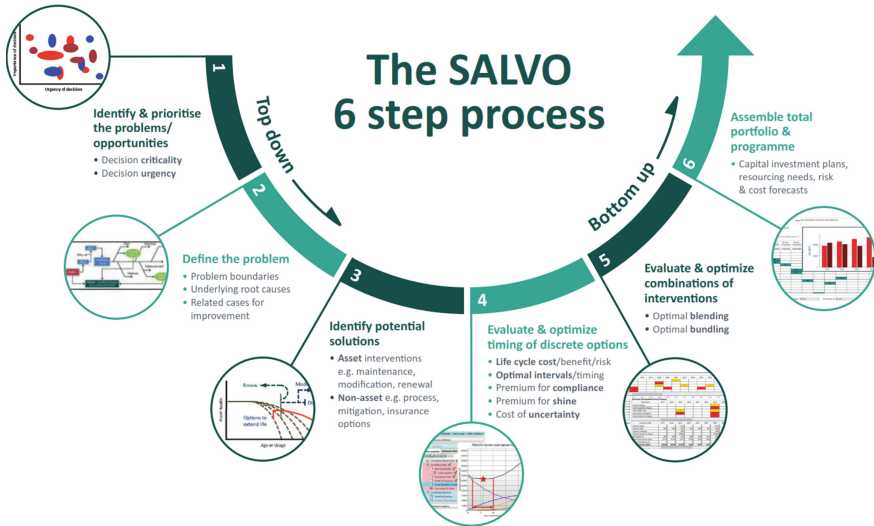 The SALVO
6 step process
Top down
Bottom up
1
Importance of decision
Urgency of decision
Identify & prioritise
the problems/
opportunities
• Decision criticality
• Decision urgency
2
Define the problem
• Problem boundaries
• Underlying root causes
• Related cases for
improvement
3
Identify potential
solutions
• Asset interventions
e.g. maintenance,
modification, renewal
• Non-asset e.g. process,
mitigation, insurance
options
Renew
Options to
extend life
Asset Health
Age or Usage
4
Evaluate & optimize
timing of discrete options
• Life cycle cost/benefit/risk
• Optimal intervals/timing
• Premium for compliance
• Premium for shine
• Cost of uncertainty
5
Evaluate & optimize
combinations of
interventions
• Optimal blending
• Optimal bundling
6
Assemble total
portfolio &
programme
• Capital investment plans,
resourcing needs, risk
& cost forecasts